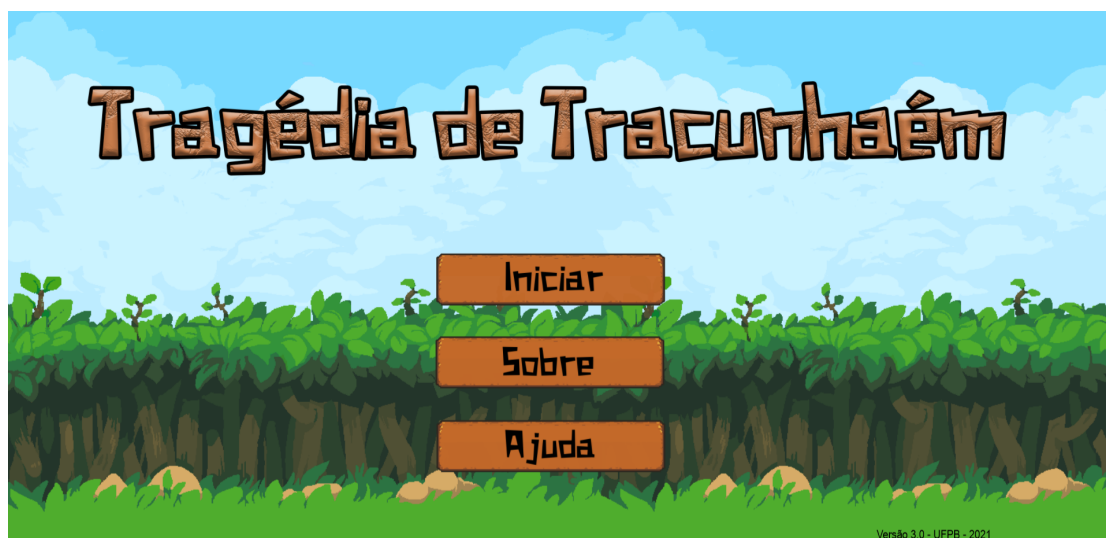 Tragédia de Tracunhaém
Iniciar
Sobre
Ajuda
Versão 3.0 - UFPB - 2021